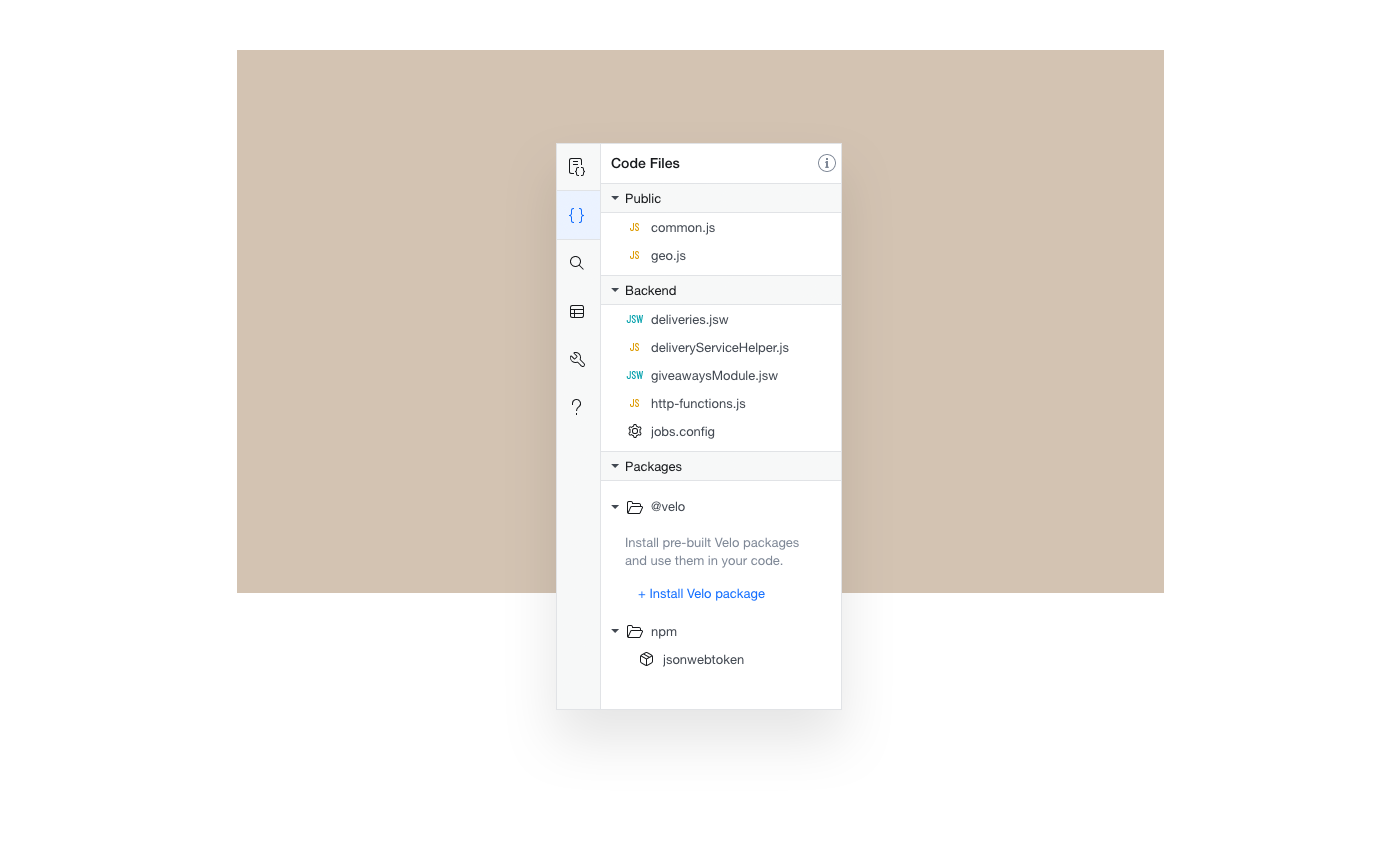 Code Files
Public
JS common.js
JS geo.js
Backend
JSW deliveries.jsw
JS deliveryServiceHelper.js
JSW giveawaysModule.jsw
JS http-functions.js
jobs.config
Packages
@velo
Install pre-built Velo packages
and use them in your code.
+ Install Velo package
npm
jsonwebtoken